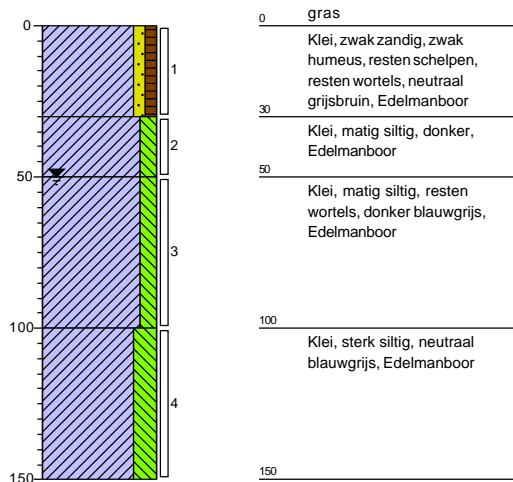 0
1
2
50
3
100
4
150
0
gras
Klei, zwak zandig, zwak
humeus, resten schelpen,
resten wortels, neutraal
grijsbruin, Edelmanboor
30
Klei, matig siltig, donker,
Edelmanboor
50
Klei, matig siltig, resten
wortels, donker blauwgrijs,
Edelmanboor
100
Klei, sterk siltig, neutraal
blauwgrijs, Edelmanboor
150